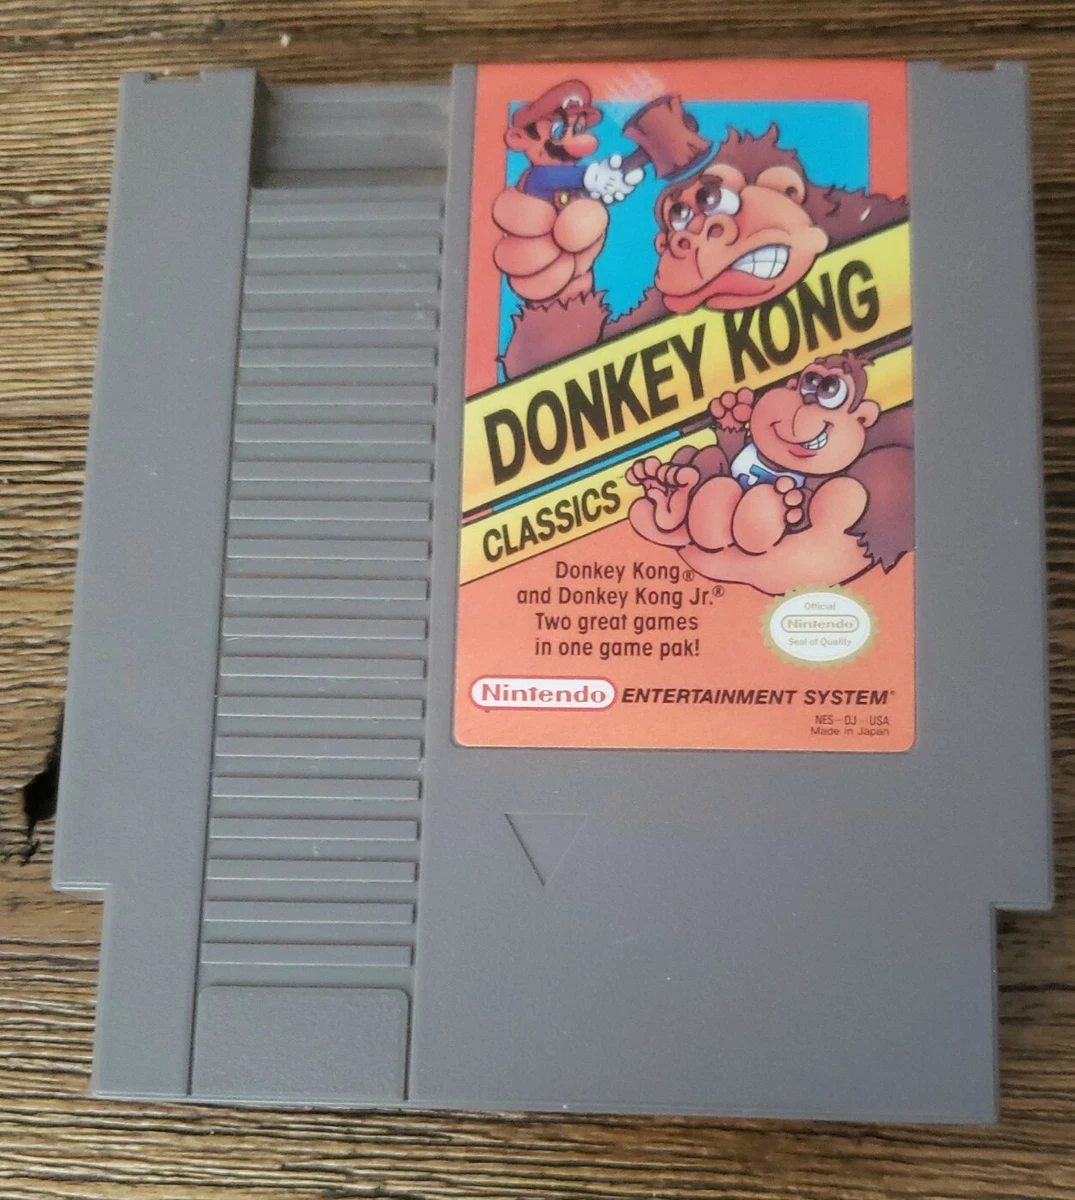 DONKEY KONG
CLASSICS™
Donkey Kong®
and Donkey Kong Jr.®
Two great games
in one game pak!
Official
Nintendo
Seal of Quality
Nintendo ENTERTAINMENT SYSTEM®
NES-DJ-USA
Made in Japan